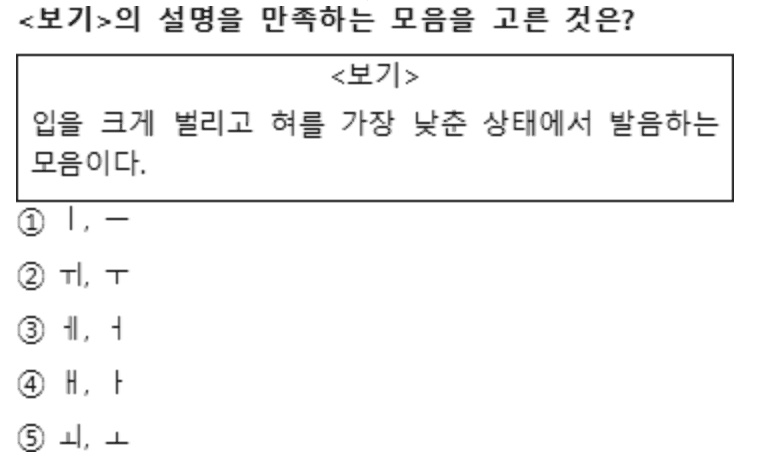 <보기>의 설명을 만족하는 모음을 고른 것은?
<보기>
입을 크게 벌리고 혀를 가장 낮춘 상태에서 발음하는
모음이다.
① ㅣ, ㅡ
② ㅟ, ㅜ
③ ㅔ, ㅓ
④ ㅐ, ㅏ
⑤ ㅚ, ㅗ